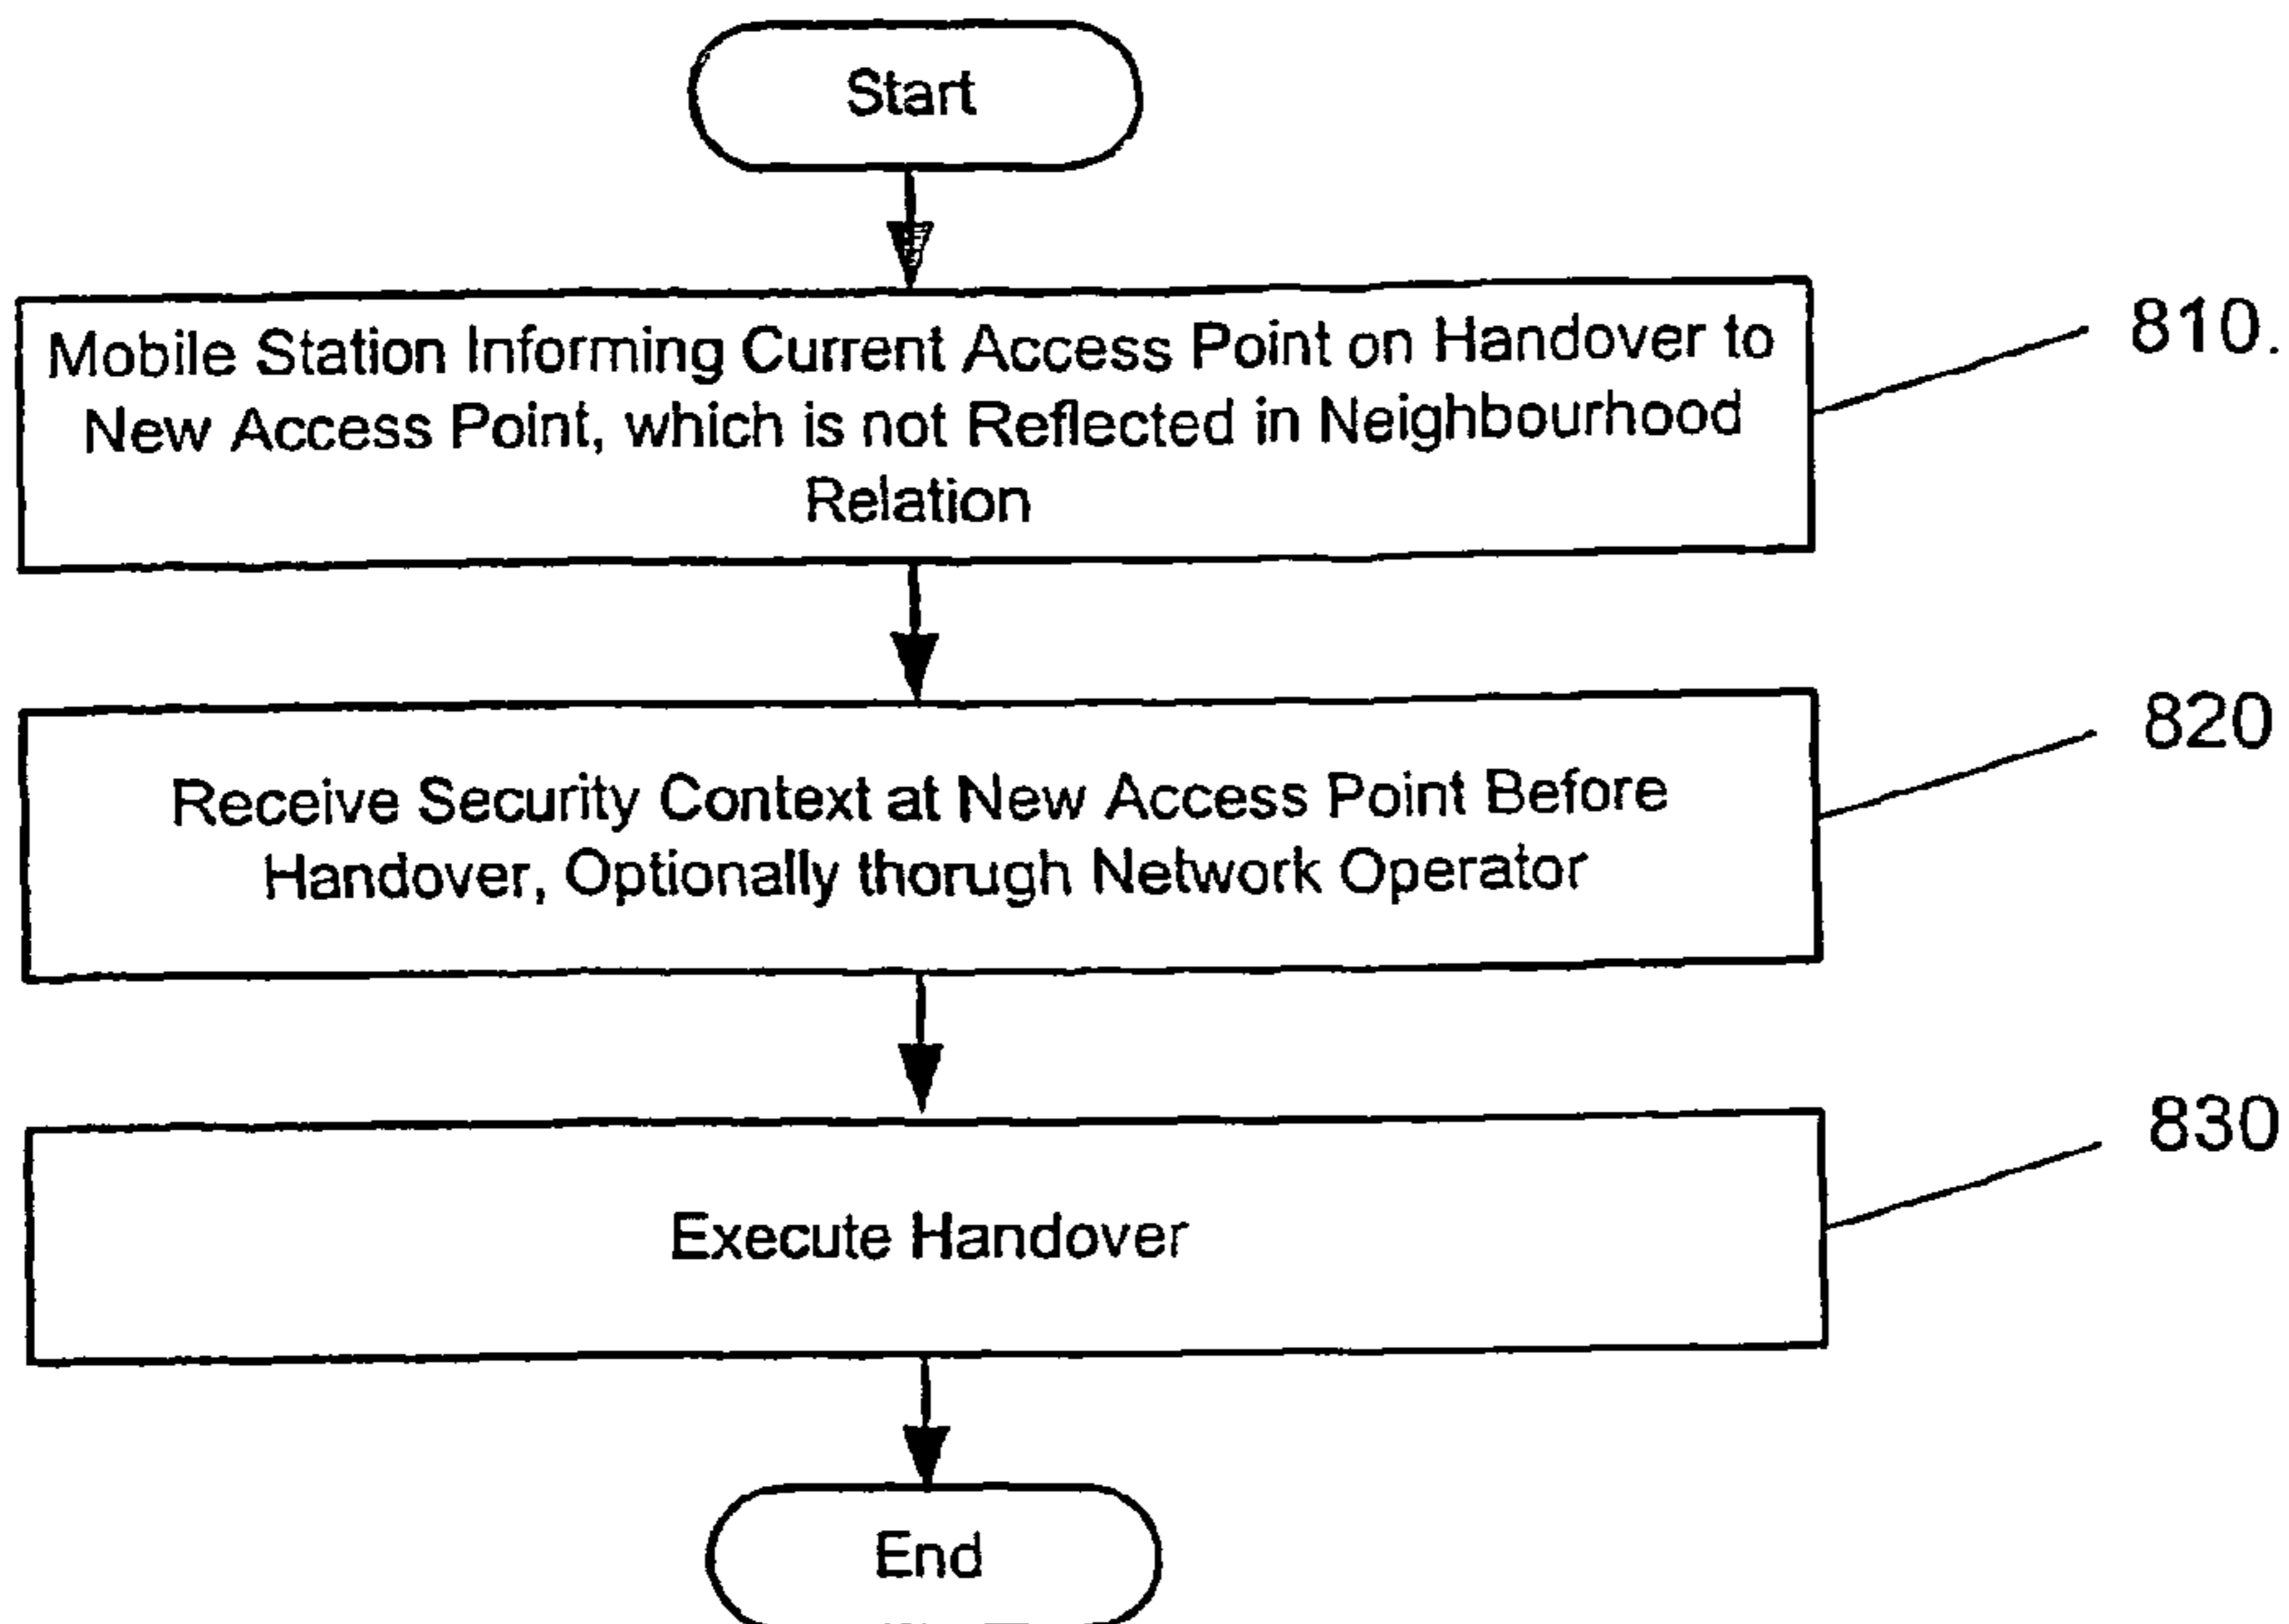 Start
Mobile Station Informing Current Access Point on Handover to
New Access Point, which is not Reflected in Neighbourhood
Relation
810.
Receive Security Context at New Access Point Before
Handover, Optionally thorugh Network Operator
820
Execute Handover
830
End